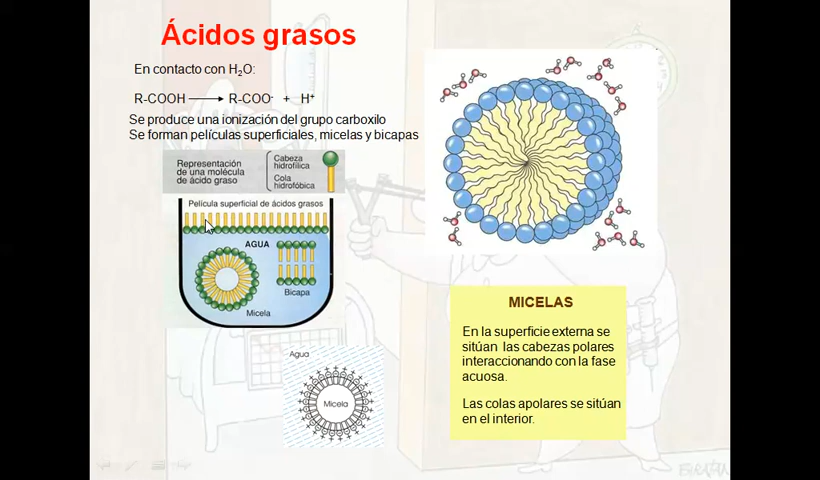 Ácidos grasos
En contacto con H₂O:
R-COOH ⟶ R-COO⁻ + H⁺
Se produce una ionización del grupo carboxilo
Se forman películas superficiales, micelas y bicapas
Representación
de una molécula
de ácido graso
Cabeza
hidrofílica
Cola
hidrofóbica
Película superficial de ácidos grasos
AGUA
Bicapa
Micela
Agua
Micela
MICELAS
En la superficie externa se
sitúan las cabezas polares
interaccionando con la fase
acuosa.
Las colas apolares se sitúan
en el interior.